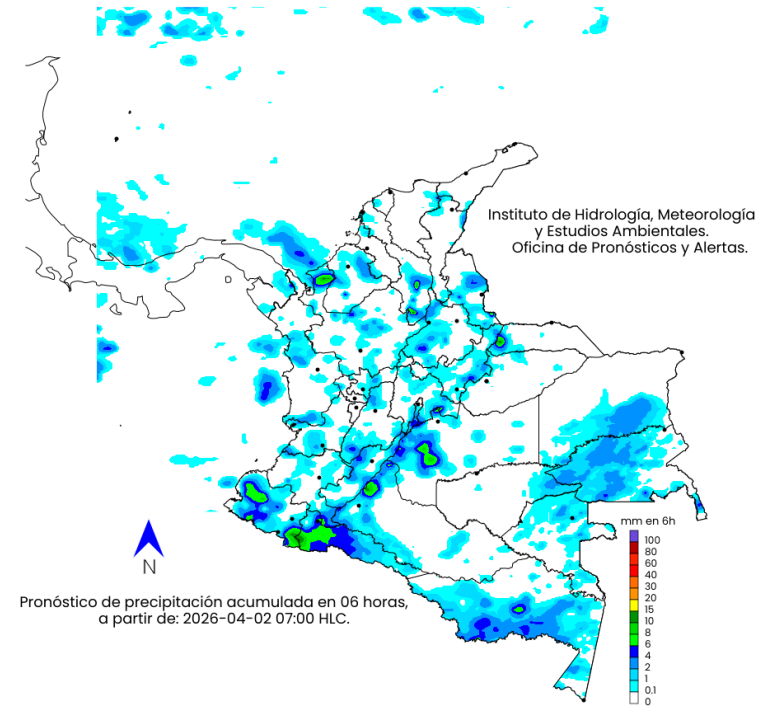 Instituto de Hidrología, Meteorología
y Estudios Ambientales.
Oficina de Pronósticos y Alertas.
mm en 6h
100
80
60
40
30
20
15
10
8
6
4
2
1
0.1
0
N
Pronóstico de precipitación acumulada en 06 horas,
a partir de: 2026-04-02 07:00 HLC.